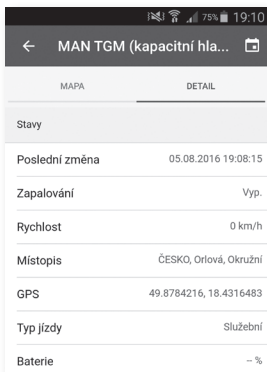 75% 19:10
MAN TGM (kapacitní hla...
MAPA DETAIL
Stavy
Poslední změna 05.08.2016 19:08:15
Zapalování Vyp.
Rychlost 0 km/h
Místopis ČESKO, Orlová, Okružní
GPS 49.8784216, 18.4316483
Typ jízdy Služební
Baterie -- %